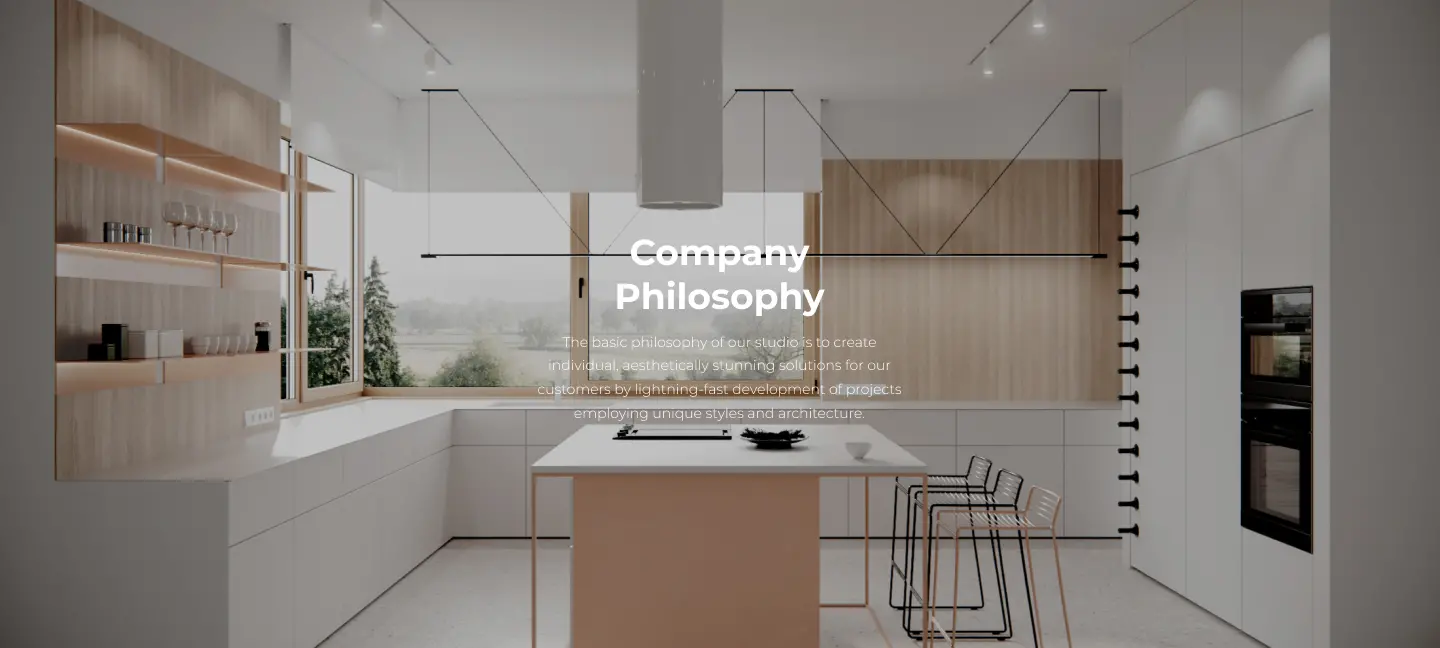 Company
Philosophy
The basic philosophy of our studio is to create
individual, aesthetically stunning solutions for our
customers by lightning-fast development of projects
employing unique styles and architecture.